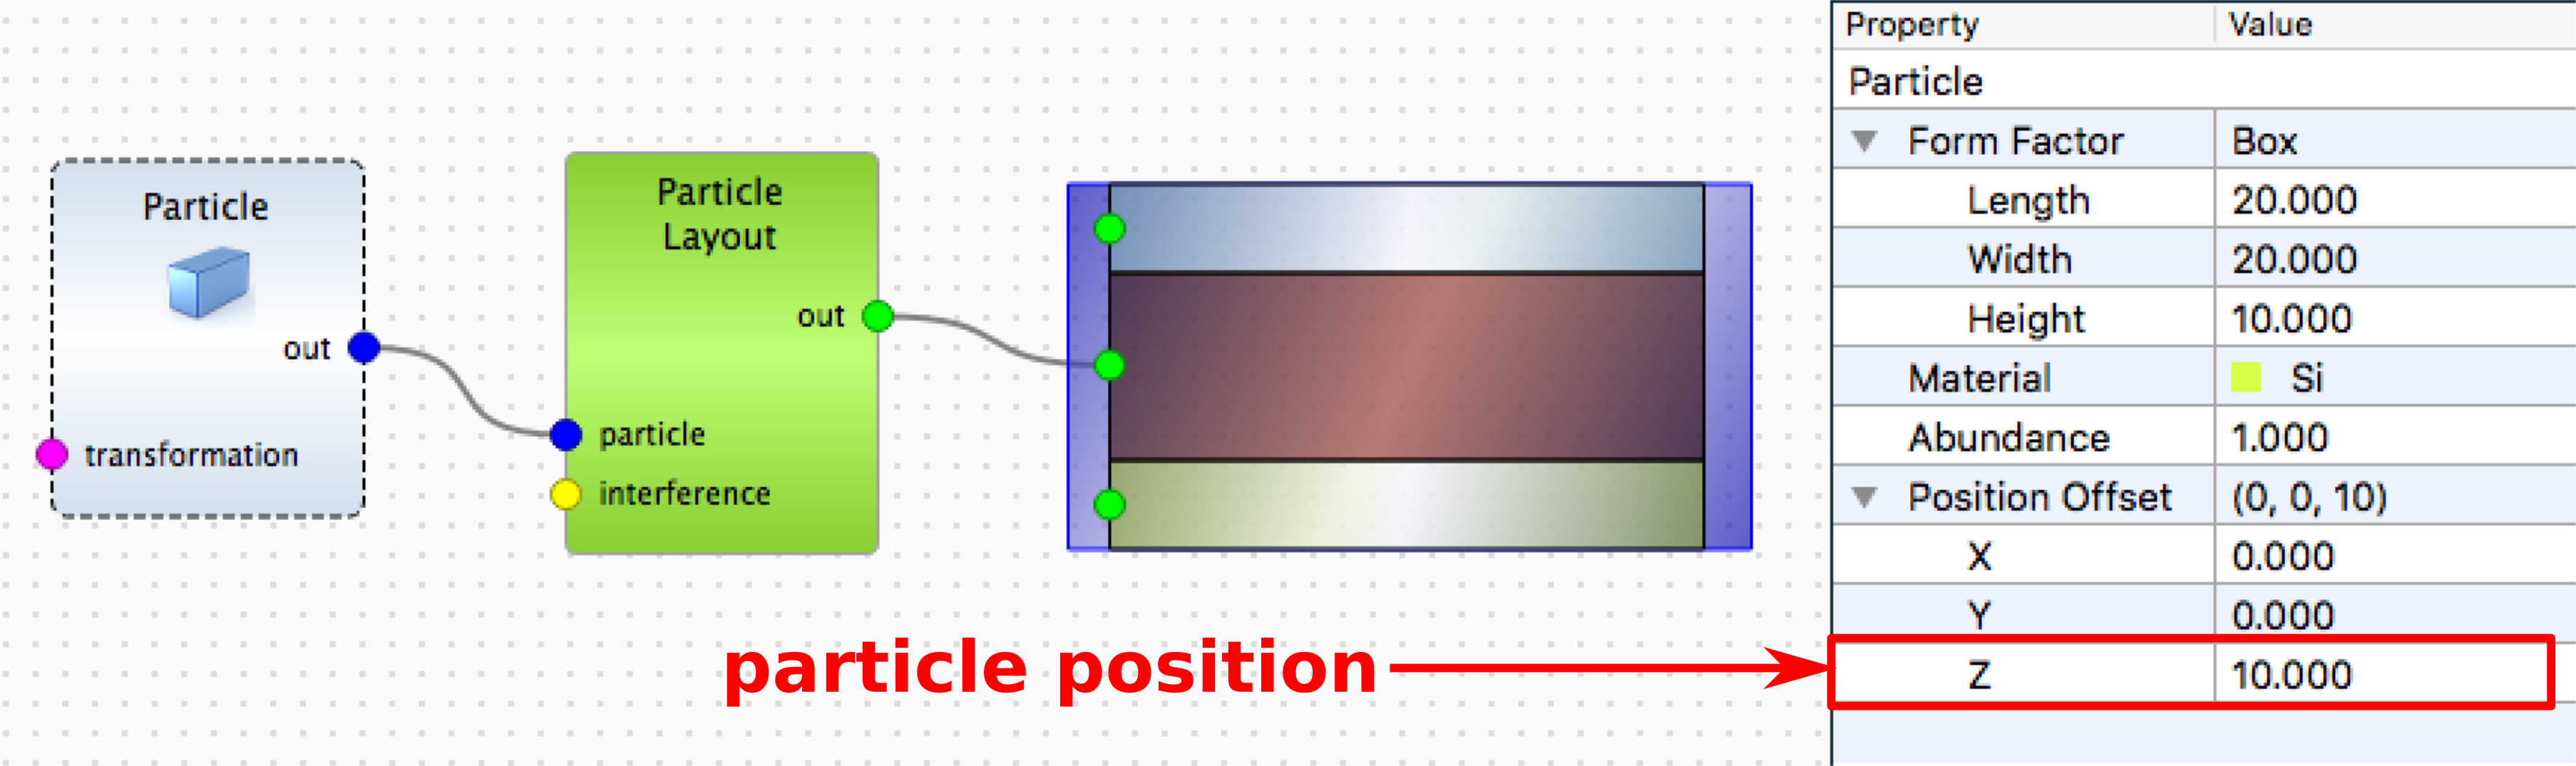 Particle
out
transformation
Particle
Layout
out
particle
interference
particle position
Property Value
Particle
Form Factor Box
Length 20.000
Width 20.000
Height 10.000
Material Si
Abundance 1.000
Position Offset (0, 0, 10)
X 0.000
Y 0.000
Z 10.000